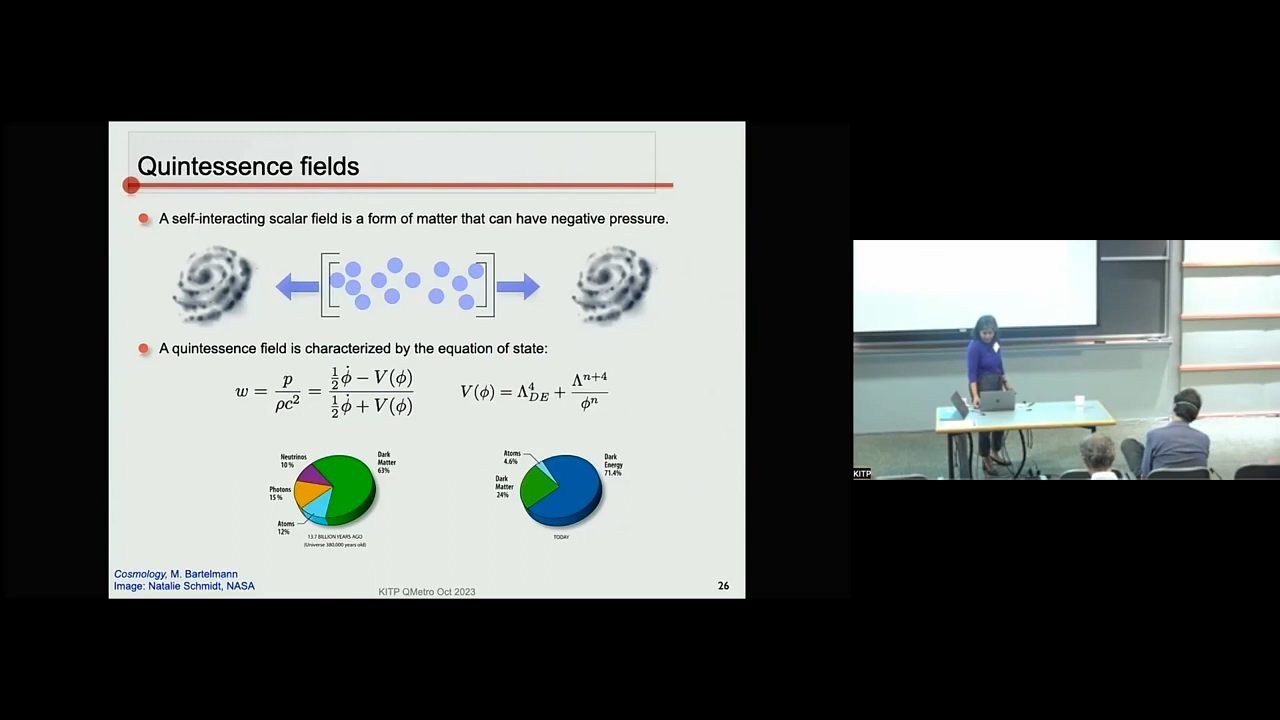 Quintessence fields
A self-interacting scalar field is a form of matter that can have negative pressure.
A quintessence field is characterized by the equation of state:
w = p / ρc² = (½ φ̇ − V(φ)) / (½ φ̇ + V(φ))
V(φ) = Λ⁴_DE + Λⁿ⁺⁴ / φⁿ
Neutrinos
10 %
Dark
Matter
63%
Photons
15 %
Atoms
12%
13.7 BILLION YEARS AGO
(Universe 380,000 years old)
Atoms
4.6%
Dark
Energy
71.4%
Dark
Matter
24%
TODAY
Cosmology, M. Bartelmann
Image: Natalie Schmidt, NASA
KITP QMetro Oct 2023
26
KITP